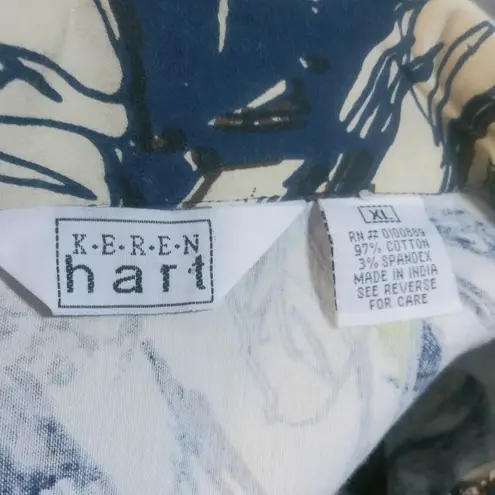 K·E·R·E·N
hart
XL
RN # 0100889
97% COTTON
3% SPANDEX
MADE IN INDIA
SEE REVERSE
FOR CARE